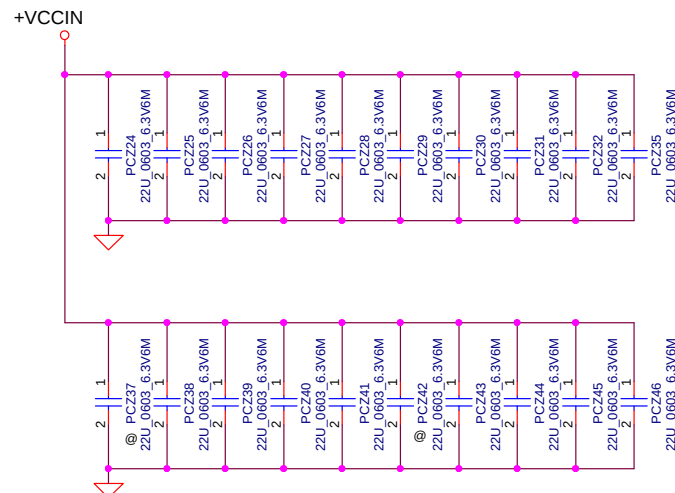 +VCCIN
1
2
PCZ24
22U_0603_6.3V6M
1
2
PCZ25
22U_0603_6.3V6M
1
2
PCZ26
22U_0603_6.3V6M
1
2
PCZ27
22U_0603_6.3V6M
1
2
PCZ28
22U_0603_6.3V6M
1
2
PCZ29
22U_0603_6.3V6M
1
2
PCZ30
22U_0603_6.3V6M
1
2
PCZ31
22U_0603_6.3V6M
1
2
PCZ32
22U_0603_6.3V6M
1
2
PCZ35
22U_0603_6.3V6M
1
2
PCZ37
@
22U_0603_6.3V6M
1
2
PCZ38
22U_0603_6.3V6M
1
2
PCZ39
22U_0603_6.3V6M
1
2
PCZ40
22U_0603_6.3V6M
1
2
PCZ41
22U_0603_6.3V6M
1
2
PCZ42
@
22U_0603_6.3V6M
1
2
PCZ43
22U_0603_6.3V6M
1
2
PCZ44
22U_0603_6.3V6M
1
2
PCZ45
22U_0603_6.3V6M
1
2
PCZ46
22U_0603_6.3V6M